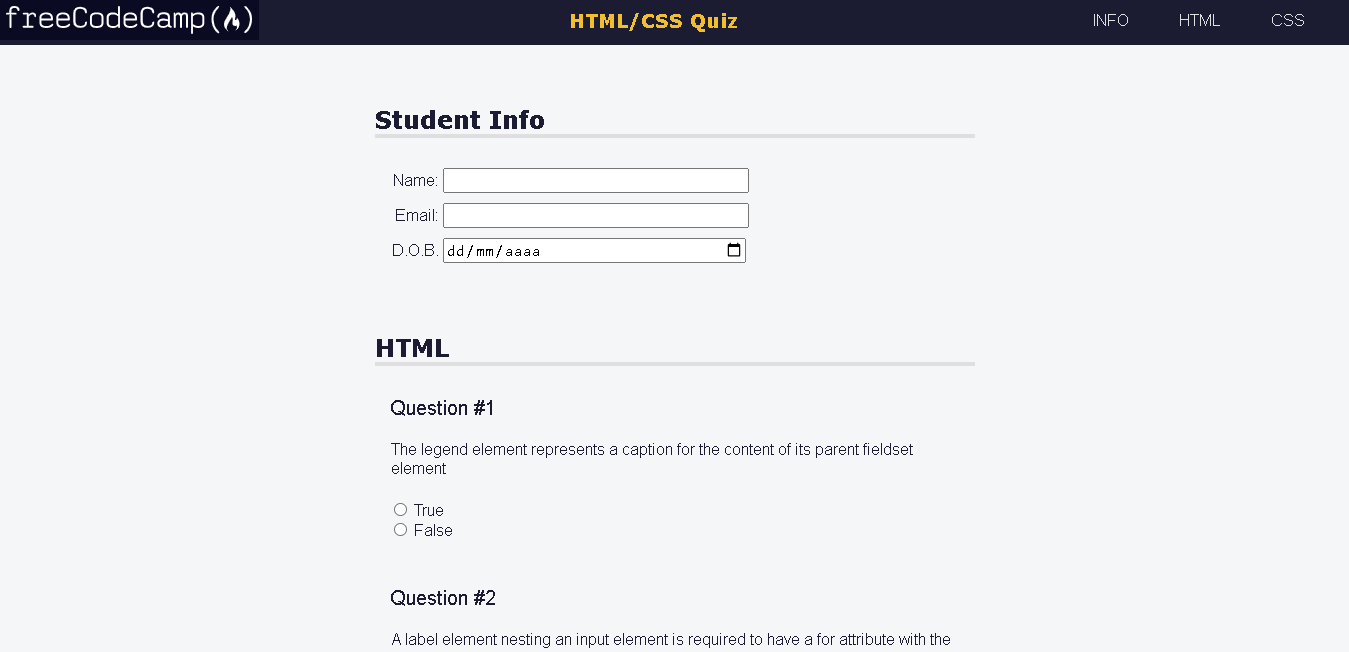 freeCodeCamp(🔥)
HTML/CSS Quiz
INFO HTML CSS
Student Info
Name:
Email:
D.O.B. dd/mm/aaaa
HTML
Question #1
The legend element represents a caption for the content of its parent fieldset
element
True
False
Question #2
A label element nesting an input element is required to have a for attribute with the